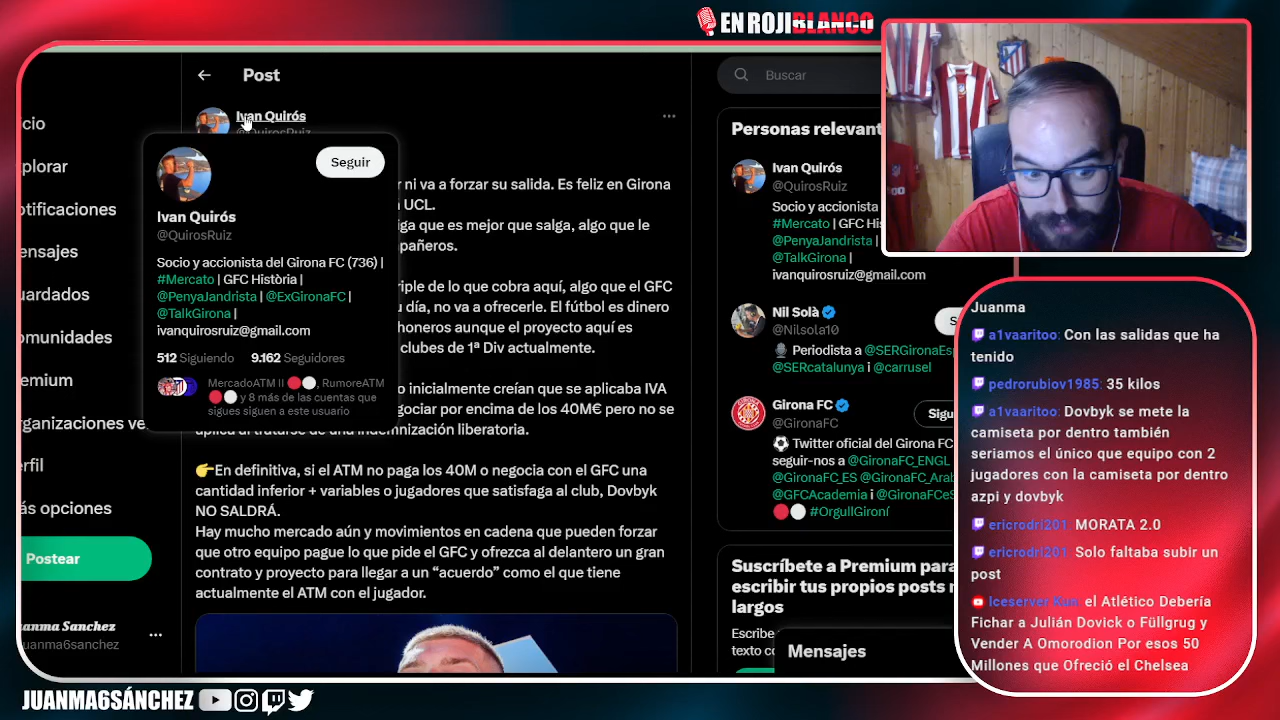 EN ROJIBLANCO
Post
Buscar
cio
plorar
otificaciones
ensajes
uardados
omunidades
emium
rganizaciones ve
rfil
ás opciones
Postear
anma Sanchez
uanma6sanchez
Ivan Quirós
@QuirosRuiz
Seguir
Ivan Quirós
@QuirosRuiz
Socio y accionista del Girona FC (736) |
#Mercato | GFC Història |
@PenyaJandrista | @ExGironaFC |
@TalkGirona |
ivanquirosruiz@gmail.com
512 Siguiendo 9.162 Seguidores
MercadoATM II 🔴⚪, RumoreATM
🔴⚪ y 8 más de las cuentas que
sigues siguen a este usuario
r ni va a forzar su salida. Es feliz en Girona
UCL.
iga que es mejor que salga, algo que le
pañeros.
riple de lo que cobra aquí, algo que el GFC
u día, no va a ofrecerle. El fútbol es dinero
honeros aunque el proyecto aquí es
clubes de 1ª Div actualmente.
o inicialmente creían que se aplicaba IVA
egociar por encima de los 40M€ pero no se
aplica al tratarse de una indemnización liberatoria.
👉En definitiva, si el ATM no paga los 40M o negocia con el GFC una
cantidad inferior + variables o jugadores que satisfaga al club, Dovbyk
NO SALDRÁ.
Hay mucho mercado aún y movimientos en cadena que pueden forzar
que otro equipo pague lo que pide el GFC y ofrezca al delantero un gran
contrato y proyecto para llegar a un “acuerdo” como el que tiene
actualmente el ATM con el jugador.
Personas relevan
Ivan Quirós
@QuirosRuiz
Socio y accionista
#Mercato | GFC His
@PenyaJandrista |
@TalkGirona |
ivanquirosruiz@gmail.com
Nil Solà
@Nilsola10
S
🎙️ Periodista a @SERGironaEsp
@SERcatalunya i @carrusel
Girona FC
@GironaFC
Segu
⚽ Twitter oficial del Girona FC
seguir-nos a @GironaFC_ENGL
@GironaFC_ES @GironaFC_Arab
@GFCAcademia i @GironaFCeS
🔴⚪ #OrgullGironí
Suscríbete a Premium para
escribir tus propios posts m
largos
Escribe
texto co
Mensajes
Juanma
a1vaaritoo: Con las salidas que ha
tenido
pedrorubiov1985: 35 kilos
a1vaaritoo: Dovbyk se mete la
camiseta por dentro también
seriamos el único que equipo con 2
jugadores con la camiseta por dentro
azpi y dovbyk
ericrodri201: MORATA 2.0
ericrodri201: Solo faltaba subir un
post
Iceserver Kun: el Atlético Debería
Fichar a Julián Dovick o Füllgrug y
Vender A Omorodion Por esos 50
Millones que Ofreció el Chelsea
JUANMA6SÁNCHEZ